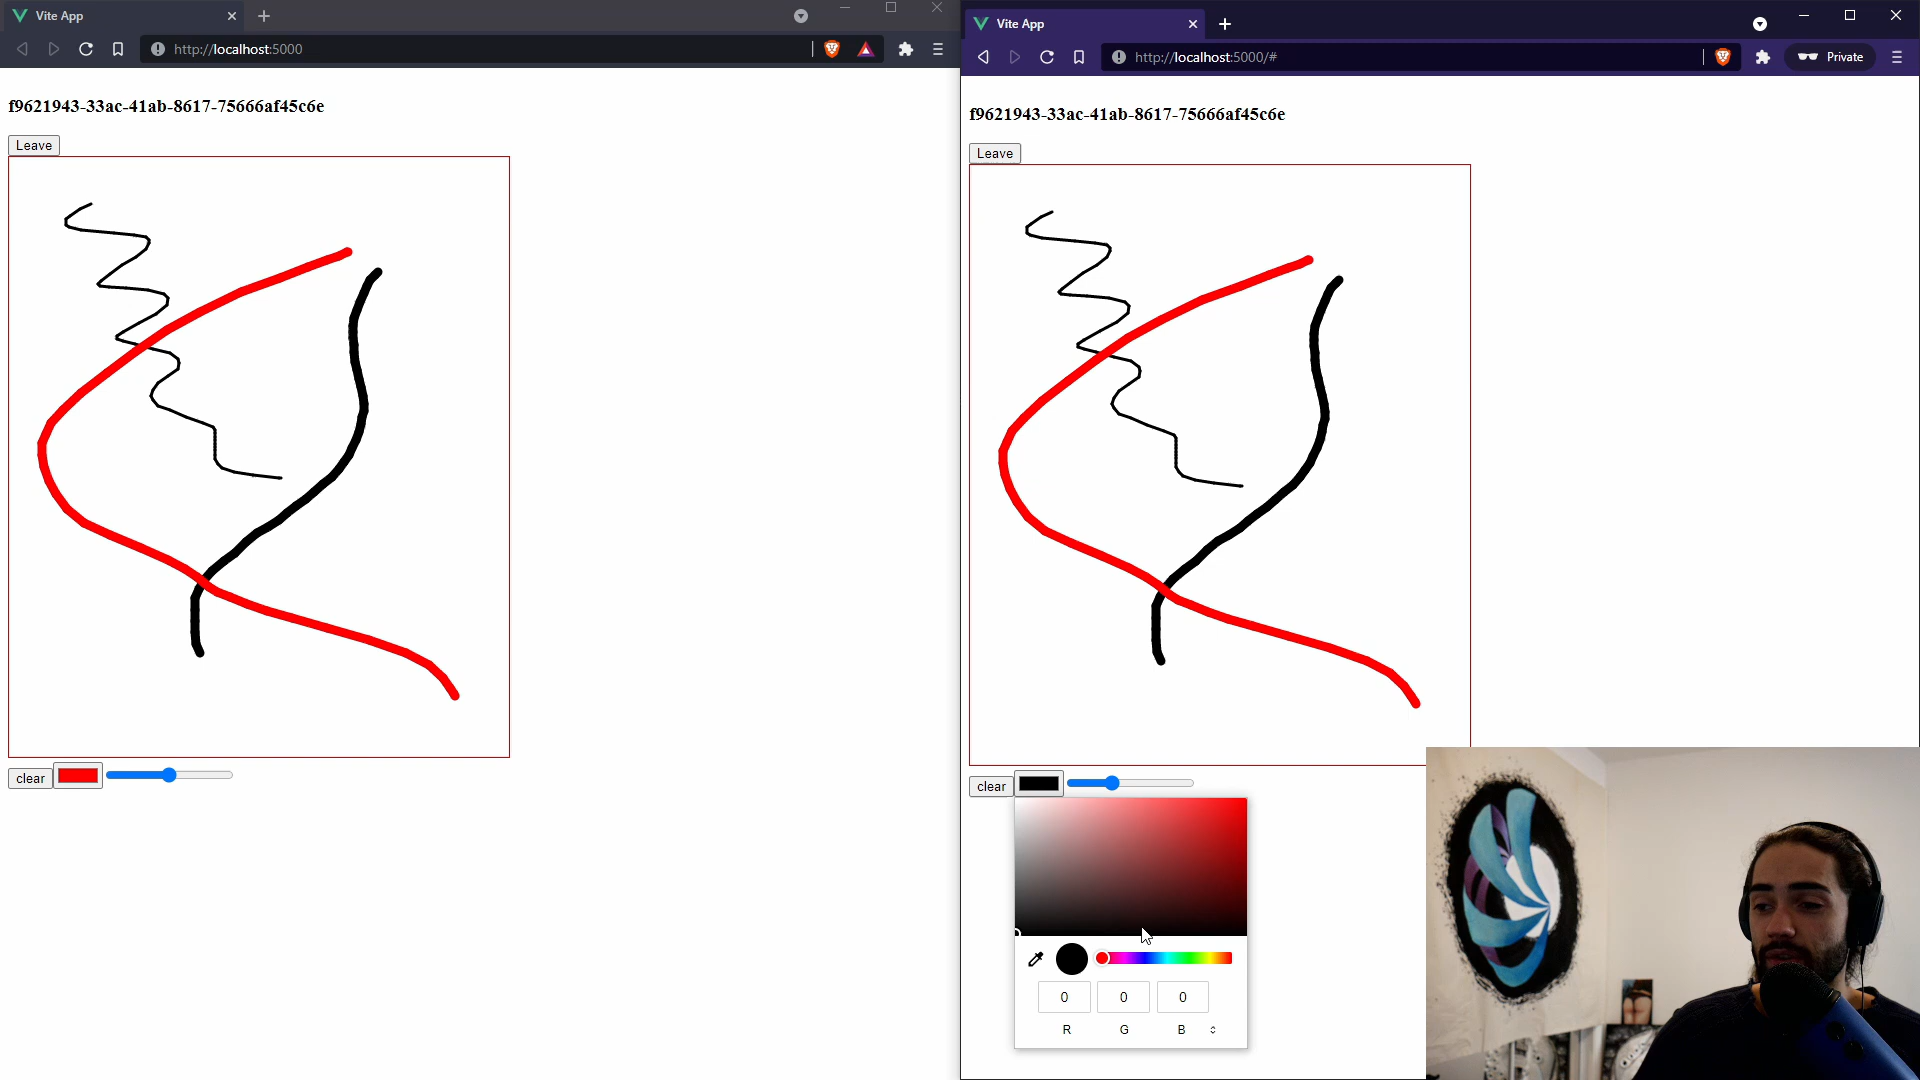 Vite App
http://localhost:5000
f9621943-33ac-41ab-8617-75666af45c6e
Leave
clear
Vite App
http://localhost:5000/#
Private
f9621943-33ac-41ab-8617-75666af45c6e
Leave
clear
0 0 0
R G B